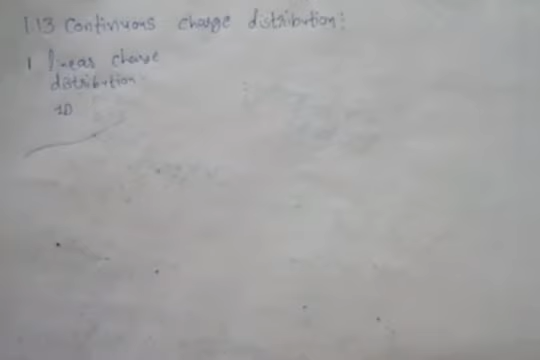 1.13 Continuous charge distribution:
1 linear charge
distribution
1D